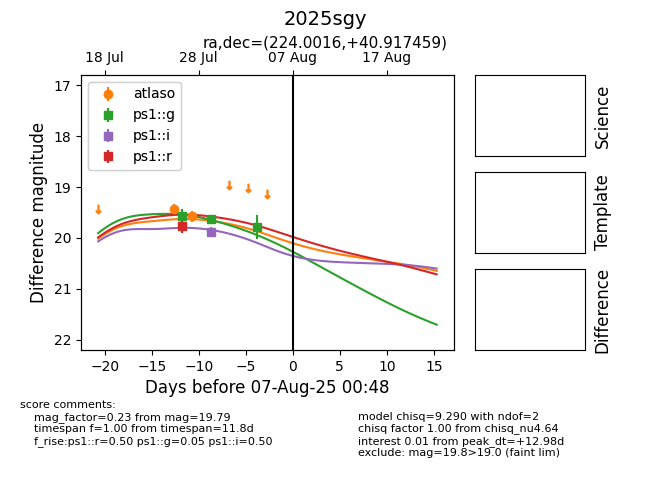 2025sgy
ra,dec=(224.0016,+40.917459)
18 Jul 28 Jul 07 Aug 17 Aug
17
18
19
20
21
22
Difference magnitude
atlaso
ps1::g
ps1::i
ps1::r
−20 −15 −10 −5 0 5 10 15
Days before 07-Aug-25 00:48
Science
Template
Difference
score comments:
mag_factor=0.23 from mag=19.79
timespan f=1.00 from timespan=11.8d
f_rise:ps1::r=0.50 ps1::g=0.05 ps1::i=0.50
model chisq=9.290 with ndof=2
chisq factor 1.00 from chisq_nu4.64
interest 0.01 from peak_dt=+12.98d
exclude: mag=19.8>19.0 (faint lim)